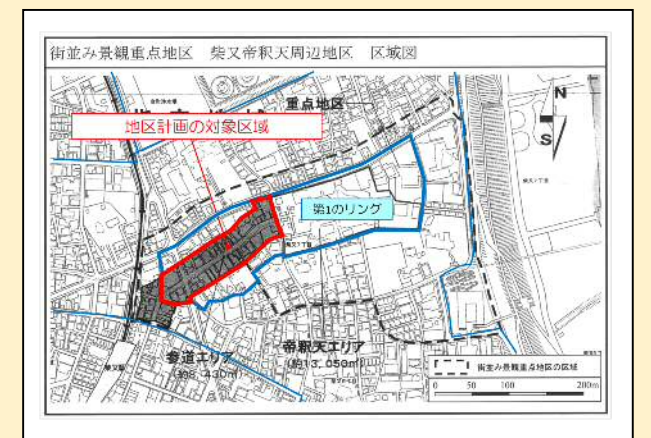 街並み景観重点地区 柴又帝釈天周辺地区 区域図
重点地区
地区計画の対象区域
N
S
第1のリング
帝釈天エリア
(約13,050㎡)
参道エリア
街並み景観重点地区の区域
0 50 100 200m